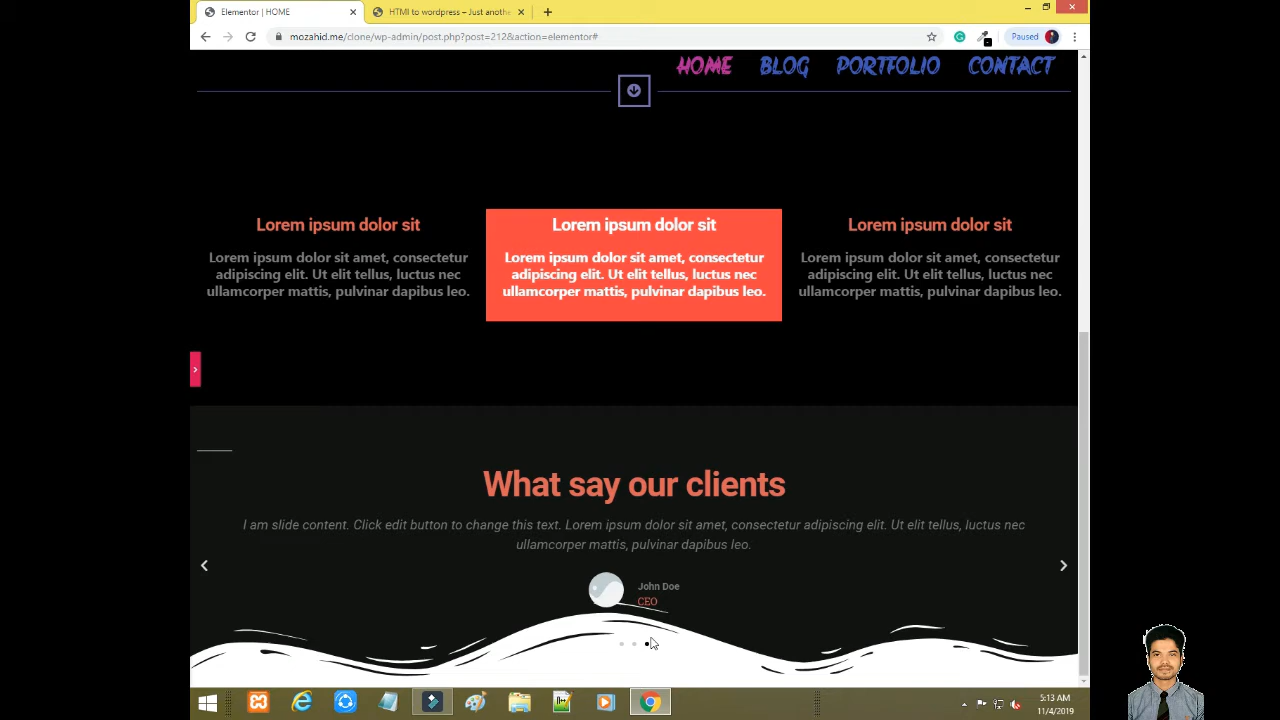 Elementor | HOME
HTMl to wordpress – Just anothe
mozahid.me/clone/wp-admin/post.php?post=212&action=elementor#
Paused
HOME BLOG PORTFOLIO CONTACT
Lorem ipsum dolor sit
Lorem ipsum dolor sit amet, consectetur
adipiscing elit. Ut elit tellus, luctus nec
ullamcorper mattis, pulvinar dapibus leo.
Lorem ipsum dolor sit
Lorem ipsum dolor sit amet, consectetur
adipiscing elit. Ut elit tellus, luctus nec
ullamcorper mattis, pulvinar dapibus leo.
Lorem ipsum dolor sit
Lorem ipsum dolor sit amet, consectetur
adipiscing elit. Ut elit tellus, luctus nec
ullamcorper mattis, pulvinar dapibus leo.
What say our clients
I am slide content. Click edit button to change this text. Lorem ipsum dolor sit amet, consectetur adipiscing elit. Ut elit tellus, luctus nec
ullamcorper mattis, pulvinar dapibus leo.
John Doe
CEO
5:13 AM
11/4/2019